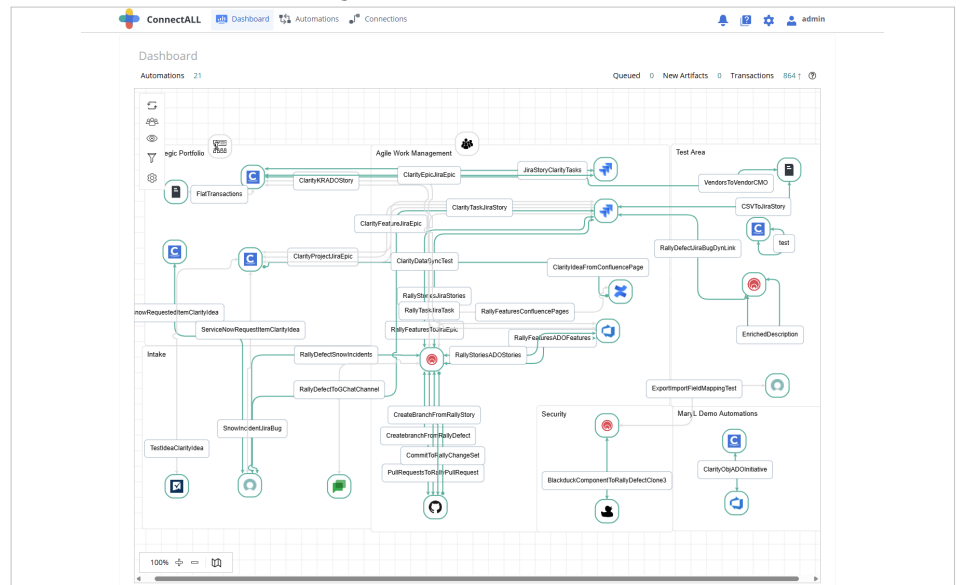 ConnectALL
Dashboard
Automations
Connections
admin
Dashboard
Automations 21
Queued 0 New Artifacts 0 Transactions 864 ↑
egic Portfolio
Agile Work Management
Test Area
JiraStoryClarityTasks
ClarityEpicJiraEpic
ClarityKRADOStory
VendorsToVendorCMO
FlatTransactions
ClarityTaskJiraStory
CSVToJiraStory
ClarityFeatureJiraEpic
test
RallyDefectJiraBugDynLink
ClarityProjectJiraEpic
ClarityDataSyncTest
ClarityIdeaFromConfluencePage
RallyStoriesJiraStories
RallyTaskJiraTask
RallyFeaturesConfluencePages
nowRequestedItemClarityIdea
ServiceNowRequestItemClarityIdea
RallyFeaturesToJiraEpic
RallyFeaturesADOFeatures
EnrichedDescription
Intake
RallyDefectSnowIncidents
RallyStoriesADOStories
RallyDefectToGChatChannel
ExportImportFieldMappingTest
CreateBranchFromRallyStory
Security
Mary L Demo Automations
SnowIncidentJiraBug
CreatebranchFromRallyDefect
TestIdeaClarityIdea
CommitToRallyChangeSet
PullRequestsToRallyPullRequest
ClarityObjADOInitiative
BlackduckComponentToRallyDefectClone3
100%